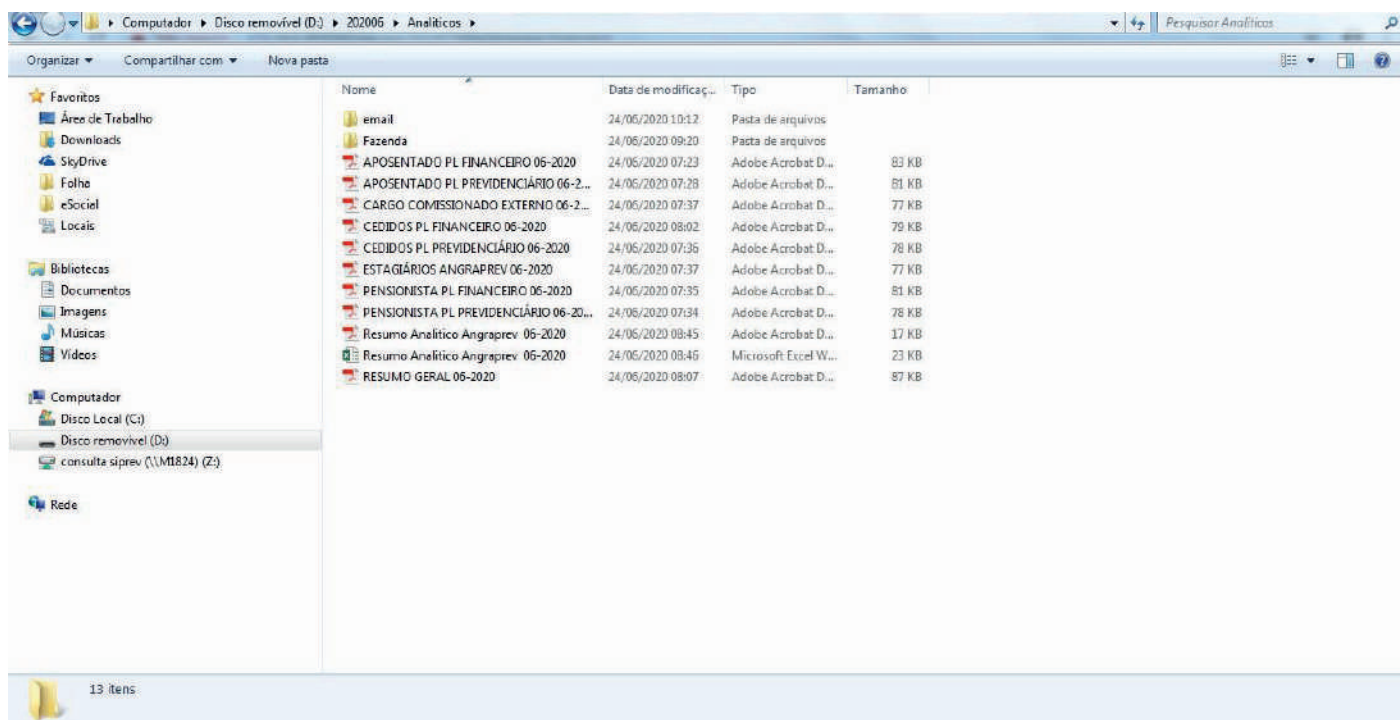 Computador ▸ Disco removível (D:) ▸ 202006 ▸ Analiticos ▸ Pesquisar Analiticos
Organizar Compartilhar com Nova pasta
Favoritos
Área de Trabalho
Downloads
SkyDrive
Folha
eSocial
Locais
Bibliotecas
Documentos
Imagens
Músicas
Vídeos
Computador
Disco Local (C:)
Disco removível (D:)
consulta siprev (\\M1824) (Z:)
Rede
Nome Data de modificaç... Tipo Tamanho
email 24/06/2020 10:12 Pasta de arquivos
Fazenda 24/06/2020 09:20 Pasta de arquivos
APOSENTADO PL FINANCEIRO 06-2020 24/06/2020 07:23 Adobe Acrobat D... 83 KB
APOSENTADO PL PREVIDENCIÁRIO 06-2... 24/06/2020 07:28 Adobe Acrobat D... 81 KB
CARGO COMISSIONADO EXTERNO 06-2... 24/06/2020 07:37 Adobe Acrobat D... 77 KB
CEDIDOS PL FINANCEIRO 06-2020 24/06/2020 08:02 Adobe Acrobat D... 79 KB
CEDIDOS PL PREVIDENCIÁRIO 06-2020 24/06/2020 07:36 Adobe Acrobat D... 78 KB
ESTAGIÁRIOS ANGRAPREV 06-2020 24/06/2020 07:37 Adobe Acrobat D... 77 KB
PENSIONISTA PL FINANCEIRO 06-2020 24/06/2020 07:35 Adobe Acrobat D... 81 KB
PENSIONISTA PL PREVIDENCIÁRIO 06-20... 24/06/2020 07:34 Adobe Acrobat D... 78 KB
Resumo Analitico Angraprev 06-2020 24/06/2020 08:45 Adobe Acrobat D... 17 KB
Resumo Analitico Angraprev 06-2020 24/06/2020 08:46 Microsoft Excel W... 23 KB
RESUMO GERAL 06-2020 24/06/2020 08:07 Adobe Acrobat D... 87 KB
13 itens